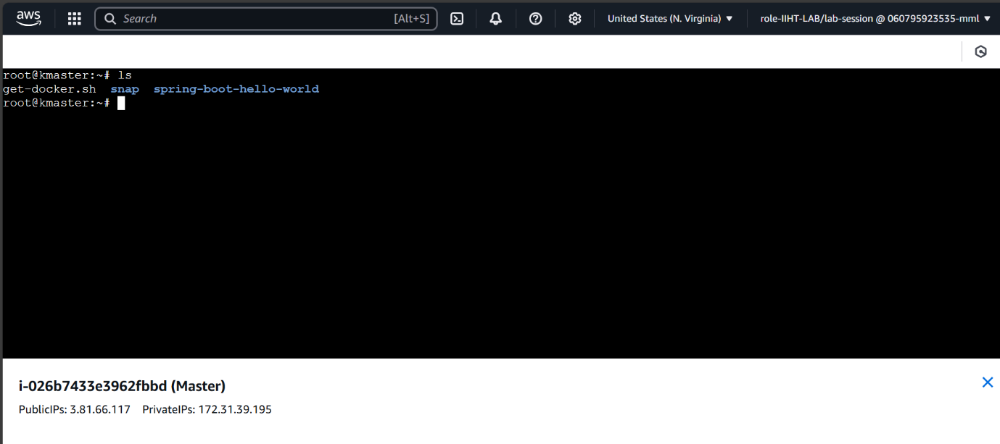 aws Search [Alt+S] United States (N. Virginia) role-IIHT-LAB/lab-session @ 060795923535-mml
root@kmaster:~# ls
get-docker.sh snap spring-boot-hello-world
root@kmaster:~#
i-026b7433e3962fbbd (Master)
PublicIPs: 3.81.66.117 PrivateIPs: 172.31.39.195